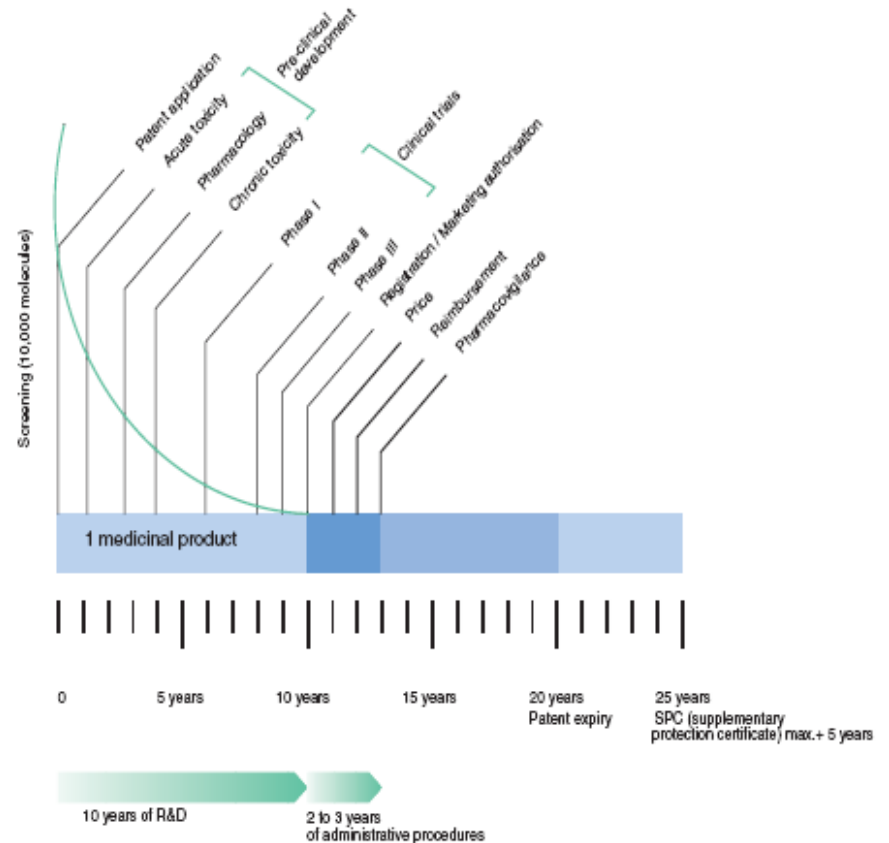 Pre-clinical
development
Patent application
Acute toxicity
Pharmacology
Chronic toxicity
Clinical trials
Phase I
Phase II
Phase III
Registration / Marketing authorisation
Price
Reimbursement
Pharmacovigilance
Screening (10,000 molecules)
1 medicinal product
0
5 years
10 years
15 years
20 years
Patent expiry
25 years
SPC (supplementary
protection certificate) max.+ 5 years
10 years of R&D
2 to 3 years
of administrative procedures